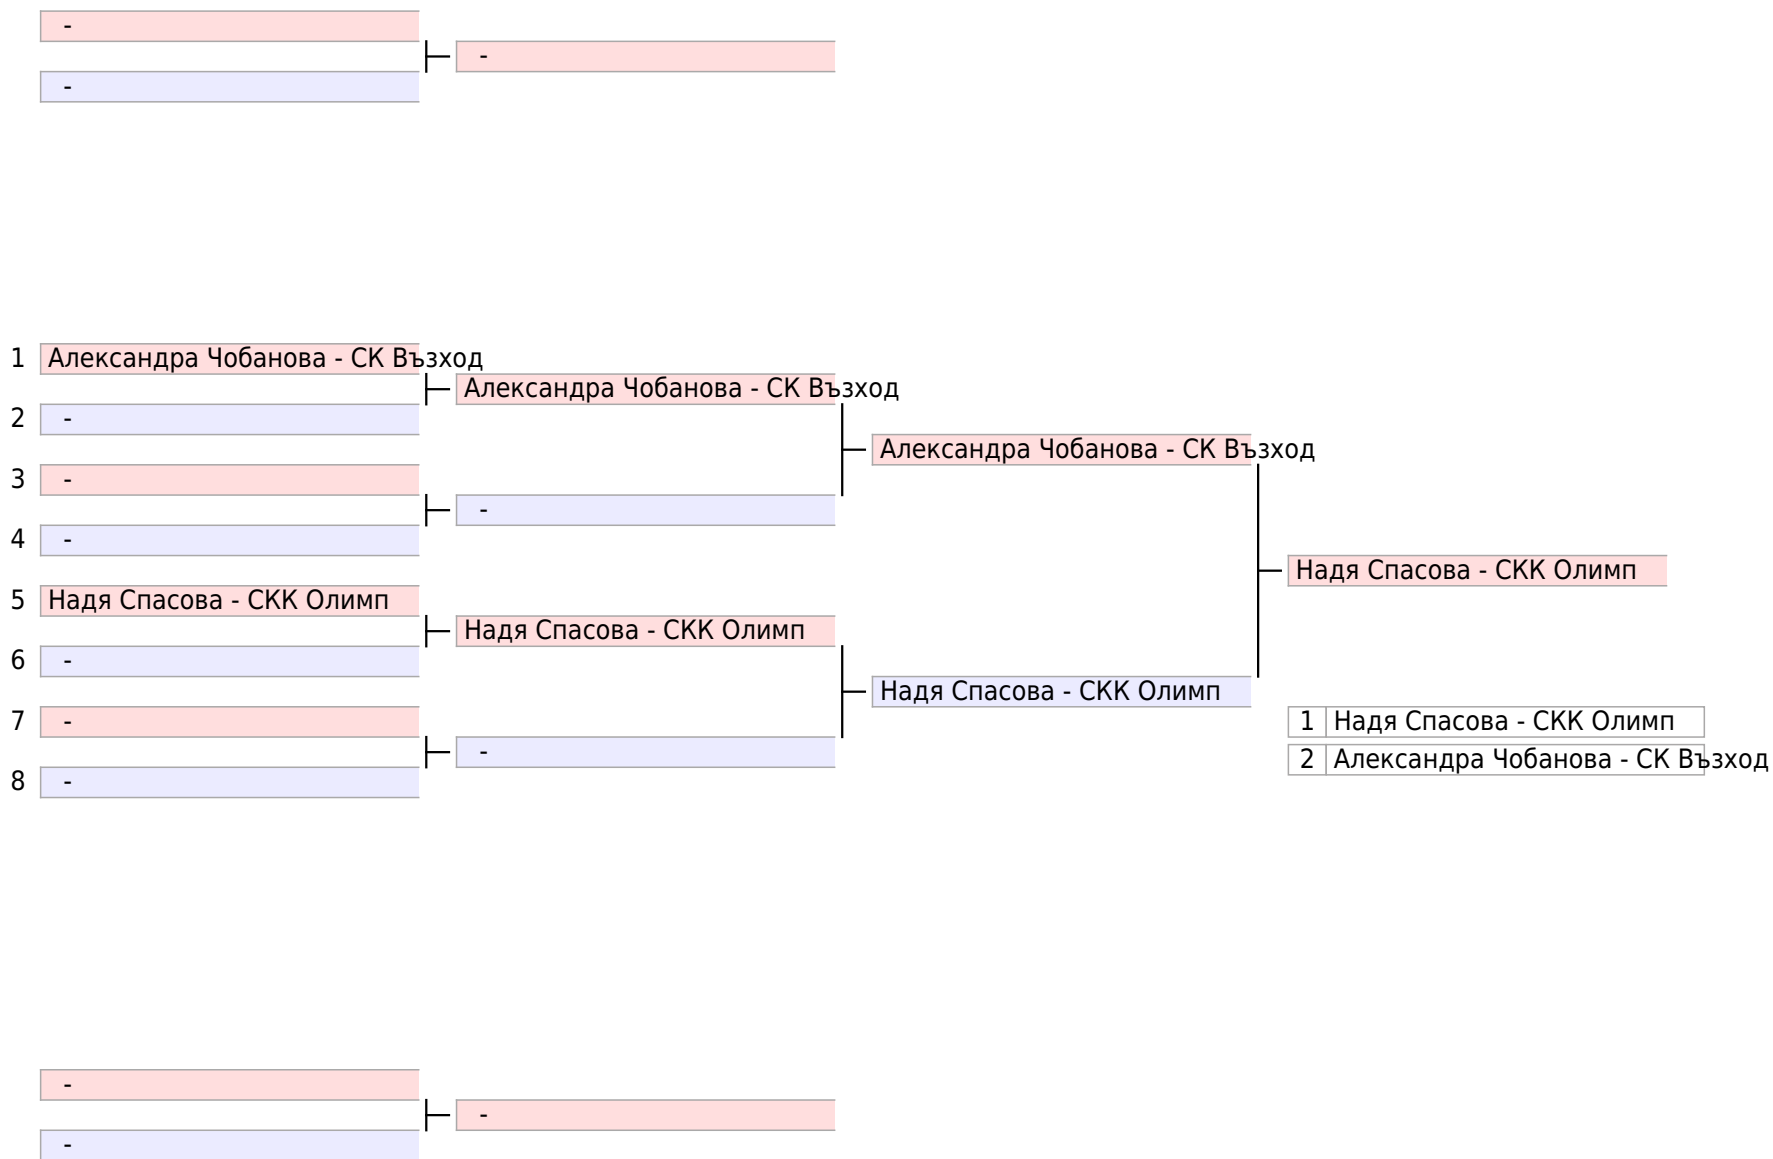 -
-
-
1 Александра Чобанова - СК Възход
Александра Чобанова - СК Възход
2 -
Александра Чобанова - СК Възход
3 -
-
4 -
Надя Спасова - СКК Олимп
5 Надя Спасова - СКК Олимп
Надя Спасова - СКК Олимп
6 -
Надя Спасова - СКК Олимп
7 -
1 Надя Спасова - СКК Олимп
-
2 Александра Чобанова - СК Възход
8 -
-
-
-